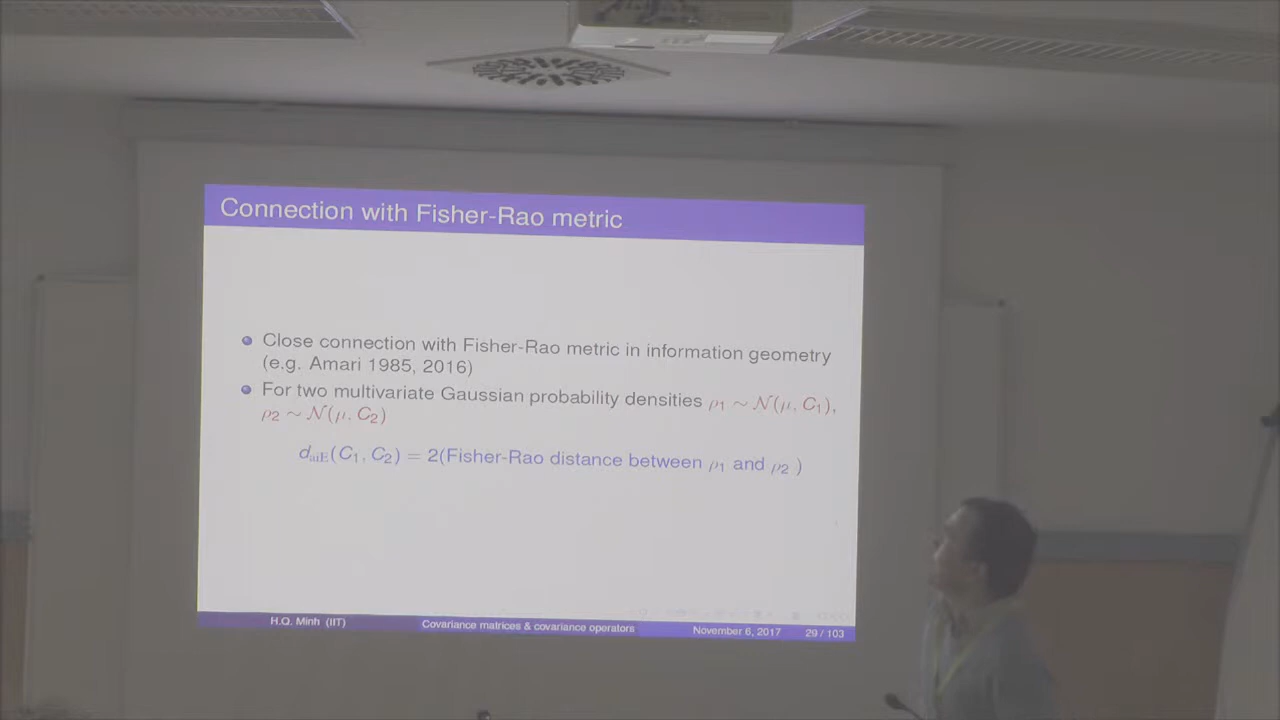 Connection with Fisher-Rao metric
Close connection with Fisher-Rao metric in information geometry
(e.g. Amari 1985, 2016)
For two multivariate Gaussian probability densities ρ₁ ∼ 𝒩(μ, C₁),
ρ₂ ∼ 𝒩(μ, C₂)
d_aiE(C₁, C₂) = 2(Fisher-Rao distance between ρ₁ and ρ₂ )
H.Q. Minh (IIT) Covariance matrices & covariance operators November 6, 2017 29 / 103